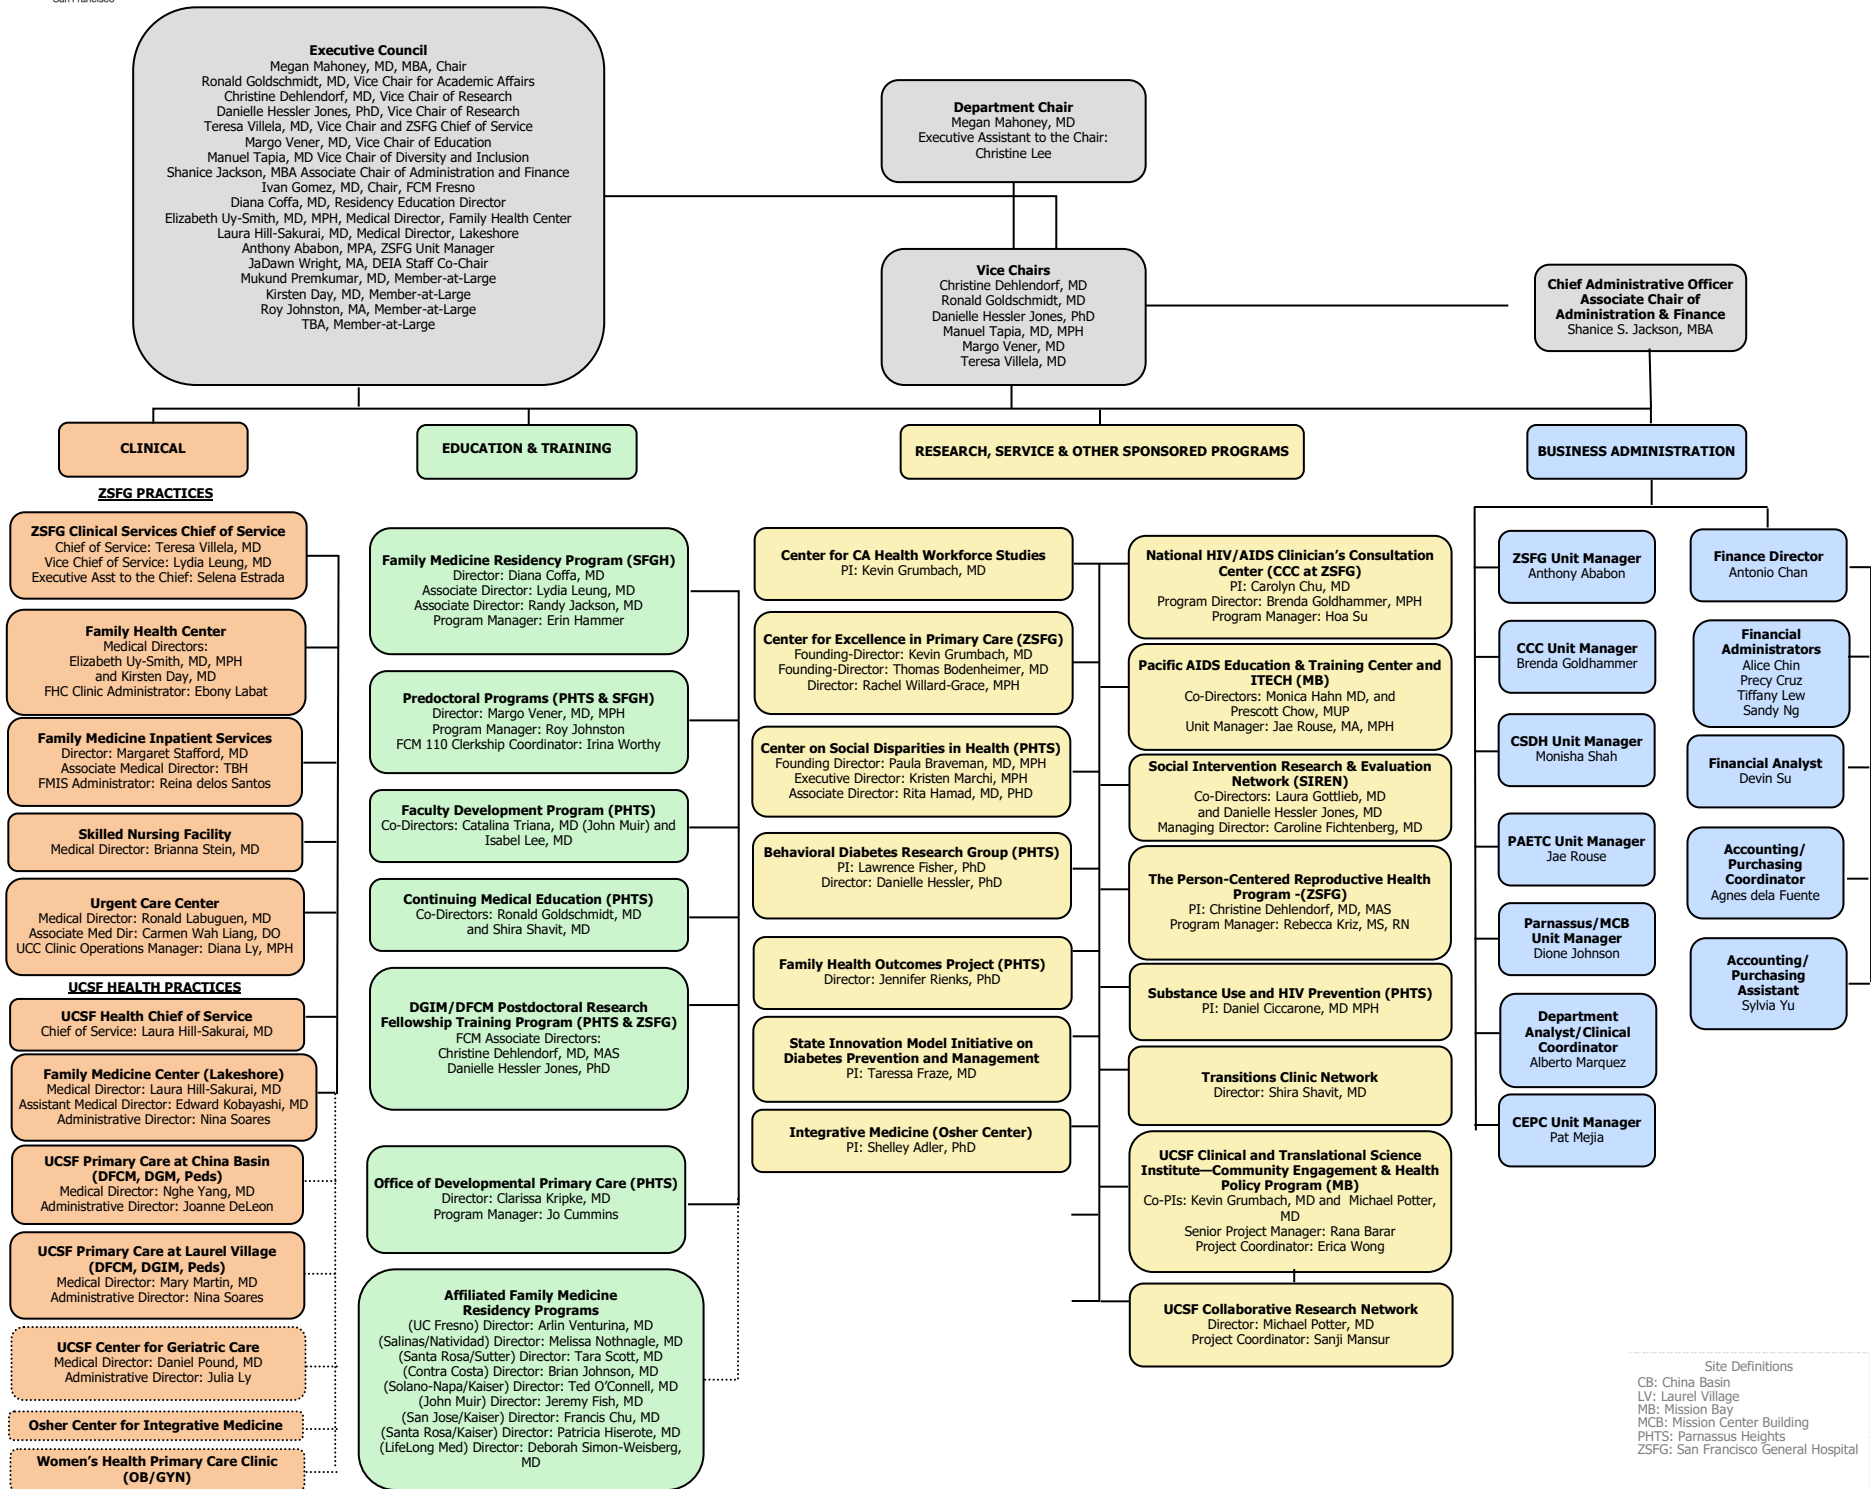 San Francisco
Executive Council
Megan Mahoney, MD, MBA, Chair
Ronald Goldschmidt, MD, Vice Chair for Academic Affairs
Christine Dehlendorf, MD, Vice Chair of Research
Danielle Hessler Jones, PhD, Vice Chair of Research
Teresa Villela, MD, Vice Chair and ZSFG Chief of Service
Margo Vener, MD, Vice Chair of Education
Manuel Tapia, MD Vice Chair of Diversity and Inclusion
Shanice Jackson, MBA Associate Chair of Administration and Finance
Ivan Gomez, MD, Chair, FCM Fresno
Diana Coffa, MD, Residency Education Director
Elizabeth Uy-Smith, MD, MPH, Medical Director, Family Health Center
Laura Hill-Sakurai, MD, Medical Director, Lakeshore
Anthony Ababon, MPA, ZSFG Unit Manager
JaDawn Wright, MA, DEIA Staff Co-Chair
Mukund Premkumar, MD, Member-at-Large
Kirsten Day, MD, Member-at-Large
Roy Johnston, MA, Member-at-Large
TBA, Member-at-Large
Department Chair
Megan Mahoney, MD
Executive Assistant to the Chair:
Christine Lee
Vice Chairs
Christine Dehlendorf, MD
Ronald Goldschmidt, MD
Danielle Hessler Jones, PhD
Manuel Tapia, MD, MPH
Margo Vener, MD
Teresa Villela, MD
Chief Administrative Officer
Associate Chair of
Administration & Finance
Shanice S. Jackson, MBA
CLINICAL
EDUCATION & TRAINING
RESEARCH, SERVICE & OTHER SPONSORED PROGRAMS
BUSINESS ADMINISTRATION
ZSFG PRACTICES
ZSFG Clinical Services Chief of Service
Chief of Service: Teresa Villela, MD
Vice Chief of Service: Lydia Leung, MD
Executive Asst to the Chief: Selena Estrada
Family Health Center
Medical Directors:
Elizabeth Uy-Smith, MD, MPH
and Kirsten Day, MD
FHC Clinic Administrator: Ebony Labat
Family Medicine Inpatient Services
Director: Margaret Stafford, MD
Associate Medical Director: TBH
FMIS Administrator: Reina delos Santos
Skilled Nursing Facility
Medical Director: Brianna Stein, MD
Urgent Care Center
Medical Director: Ronald Labuguen, MD
Associate Med Dir: Carmen Wah Liang, DO
UCC Clinic Operations Manager: Diana Ly, MPH
UCSF HEALTH PRACTICES
UCSF Health Chief of Service
Chief of Service: Laura Hill-Sakurai, MD
Family Medicine Center (Lakeshore)
Medical Director: Laura Hill-Sakurai, MD
Assistant Medical Director: Edward Kobayashi, MD
Administrative Director: Nina Soares
UCSF Primary Care at China Basin
(DFCM, DGM, Peds)
Medical Director: Nghe Yang, MD
Administrative Director: Joanne DeLeon
UCSF Primary Care at Laurel Village
(DFCM, DGIM, Peds)
Medical Director: Mary Martin, MD
Administrative Director: Nina Soares
UCSF Center for Geriatric Care
Medical Director: Daniel Pound, MD
Administrative Director: Julia Ly
Osher Center for Integrative Medicine
Women's Health Primary Care Clinic
(OB/GYN)
Family Medicine Residency Program (SFGH)
Director: Diana Coffa, MD
Associate Director: Lydia Leung, MD
Associate Director: Randy Jackson, MD
Program Manager: Erin Hammer
Predoctoral Programs (PHTS & SFGH)
Director: Margo Vener, MD, MPH
Program Manager: Roy Johnston
FCM 110 Clerkship Coordinator: Irina Worthy
Faculty Development Program (PHTS)
Co-Directors: Catalina Triana, MD (John Muir) and
Isabel Lee, MD
Continuing Medical Education (PHTS)
Co-Directors: Ronald Goldschmidt, MD
and Shira Shavit, MD
DGIM/DFCM Postdoctoral Research
Fellowship Training Program (PHTS & ZSFG)
FCM Associate Directors:
Christine Dehlendorf, MD, MAS
Danielle Hessler Jones, PhD
Office of Developmental Primary Care (PHTS)
Director: Clarissa Kripke, MD
Program Manager: Jo Cummins
Affiliated Family Medicine
Residency Programs
(UC Fresno) Director: Arlin Venturina, MD
(Salinas/Natividad) Director: Melissa Nothnagle, MD
(Santa Rosa/Sutter) Director: Tara Scott, MD
(Contra Costa) Director: Brian Johnson, MD
(Solano-Napa/Kaiser) Director: Ted O'Connell, MD
(John Muir) Director: Jeremy Fish, MD
(San Jose/Kaiser) Director: Francis Chu, MD
(Santa Rosa/Kaiser) Director: Patricia Hiserote, MD
(LifeLong Med) Director: Deborah Simon-Weisberg,
MD
Center for CA Health Workforce Studies
PI: Kevin Grumbach, MD
Center for Excellence in Primary Care (ZSFG)
Founding-Director: Kevin Grumbach, MD
Founding-Director: Thomas Bodenheimer, MD
Director: Rachel Willard-Grace, MPH
Center on Social Disparities in Health (PHTS)
Founding Director: Paula Braveman, MD, MPH
Executive Director: Kristen Marchi, MPH
Associate Director: Rita Hamad, MD, PHD
Behavioral Diabetes Research Group (PHTS)
PI: Lawrence Fisher, PhD
Director: Danielle Hessler, PhD
Family Health Outcomes Project (PHTS)
Director: Jennifer Rienks, PhD
State Innovation Model Initiative on
Diabetes Prevention and Management
PI: Taressa Fraze, MD
Integrative Medicine (Osher Center)
PI: Shelley Adler, PhD
National HIV/AIDS Clinician's Consultation
Center (CCC at ZSFG)
PI: Carolyn Chu, MD
Program Director: Brenda Goldhammer, MPH
Program Manager: Hoa Su
Pacific AIDS Education & Training Center and
ITECH (MB)
Co-Directors: Monica Hahn MD, and
Prescott Chow, MUP
Unit Manager: Jae Rouse, MA, MPH
Social Intervention Research & Evaluation
Network (SIREN)
Co-Directors: Laura Gottlieb, MD
and Danielle Hessler Jones, MD
Managing Director: Caroline Fichtenberg, MD
The Person-Centered Reproductive Health
Program -(ZSFG)
PI: Christine Dehlendorf, MD, MAS
Program Manager: Rebecca Kriz, MS, RN
Substance Use and HIV Prevention (PHTS)
PI: Daniel Ciccarone, MD MPH
Transitions Clinic Network
Director: Shira Shavit, MD
UCSF Clinical and Translational Science
Institute—Community Engagement & Health
Policy Program (MB)
Co-PIs: Kevin Grumbach, MD and Michael Potter,
MD
Senior Project Manager: Rana Barar
Project Coordinator: Erica Wong
UCSF Collaborative Research Network
Director: Michael Potter, MD
Project Coordinator: Sanji Mansur
ZSFG Unit Manager
Anthony Ababon
CCC Unit Manager
Brenda Goldhammer
CSDH Unit Manager
Monisha Shah
PAETC Unit Manager
Jae Rouse
Parnassus/MCB
Unit Manager
Dione Johnson
Department
Analyst/Clinical
Coordinator
Alberto Marquez
CEPC Unit Manager
Pat Mejia
Finance Director
Antonio Chan
Financial
Administrators
Alice Chin
Precy Cruz
Tiffany Lew
Sandy Ng
Financial Analyst
Devin Su
Accounting/
Purchasing
Coordinator
Agnes dela Fuente
Accounting/
Purchasing
Assistant
Sylvia Yu
Site Definitions
CB: China Basin
LV: Laurel Village
MB: Mission Bay
MCB: Mission Center Building
PHTS: Parnassus Heights
ZSFG: San Francisco General Hospital